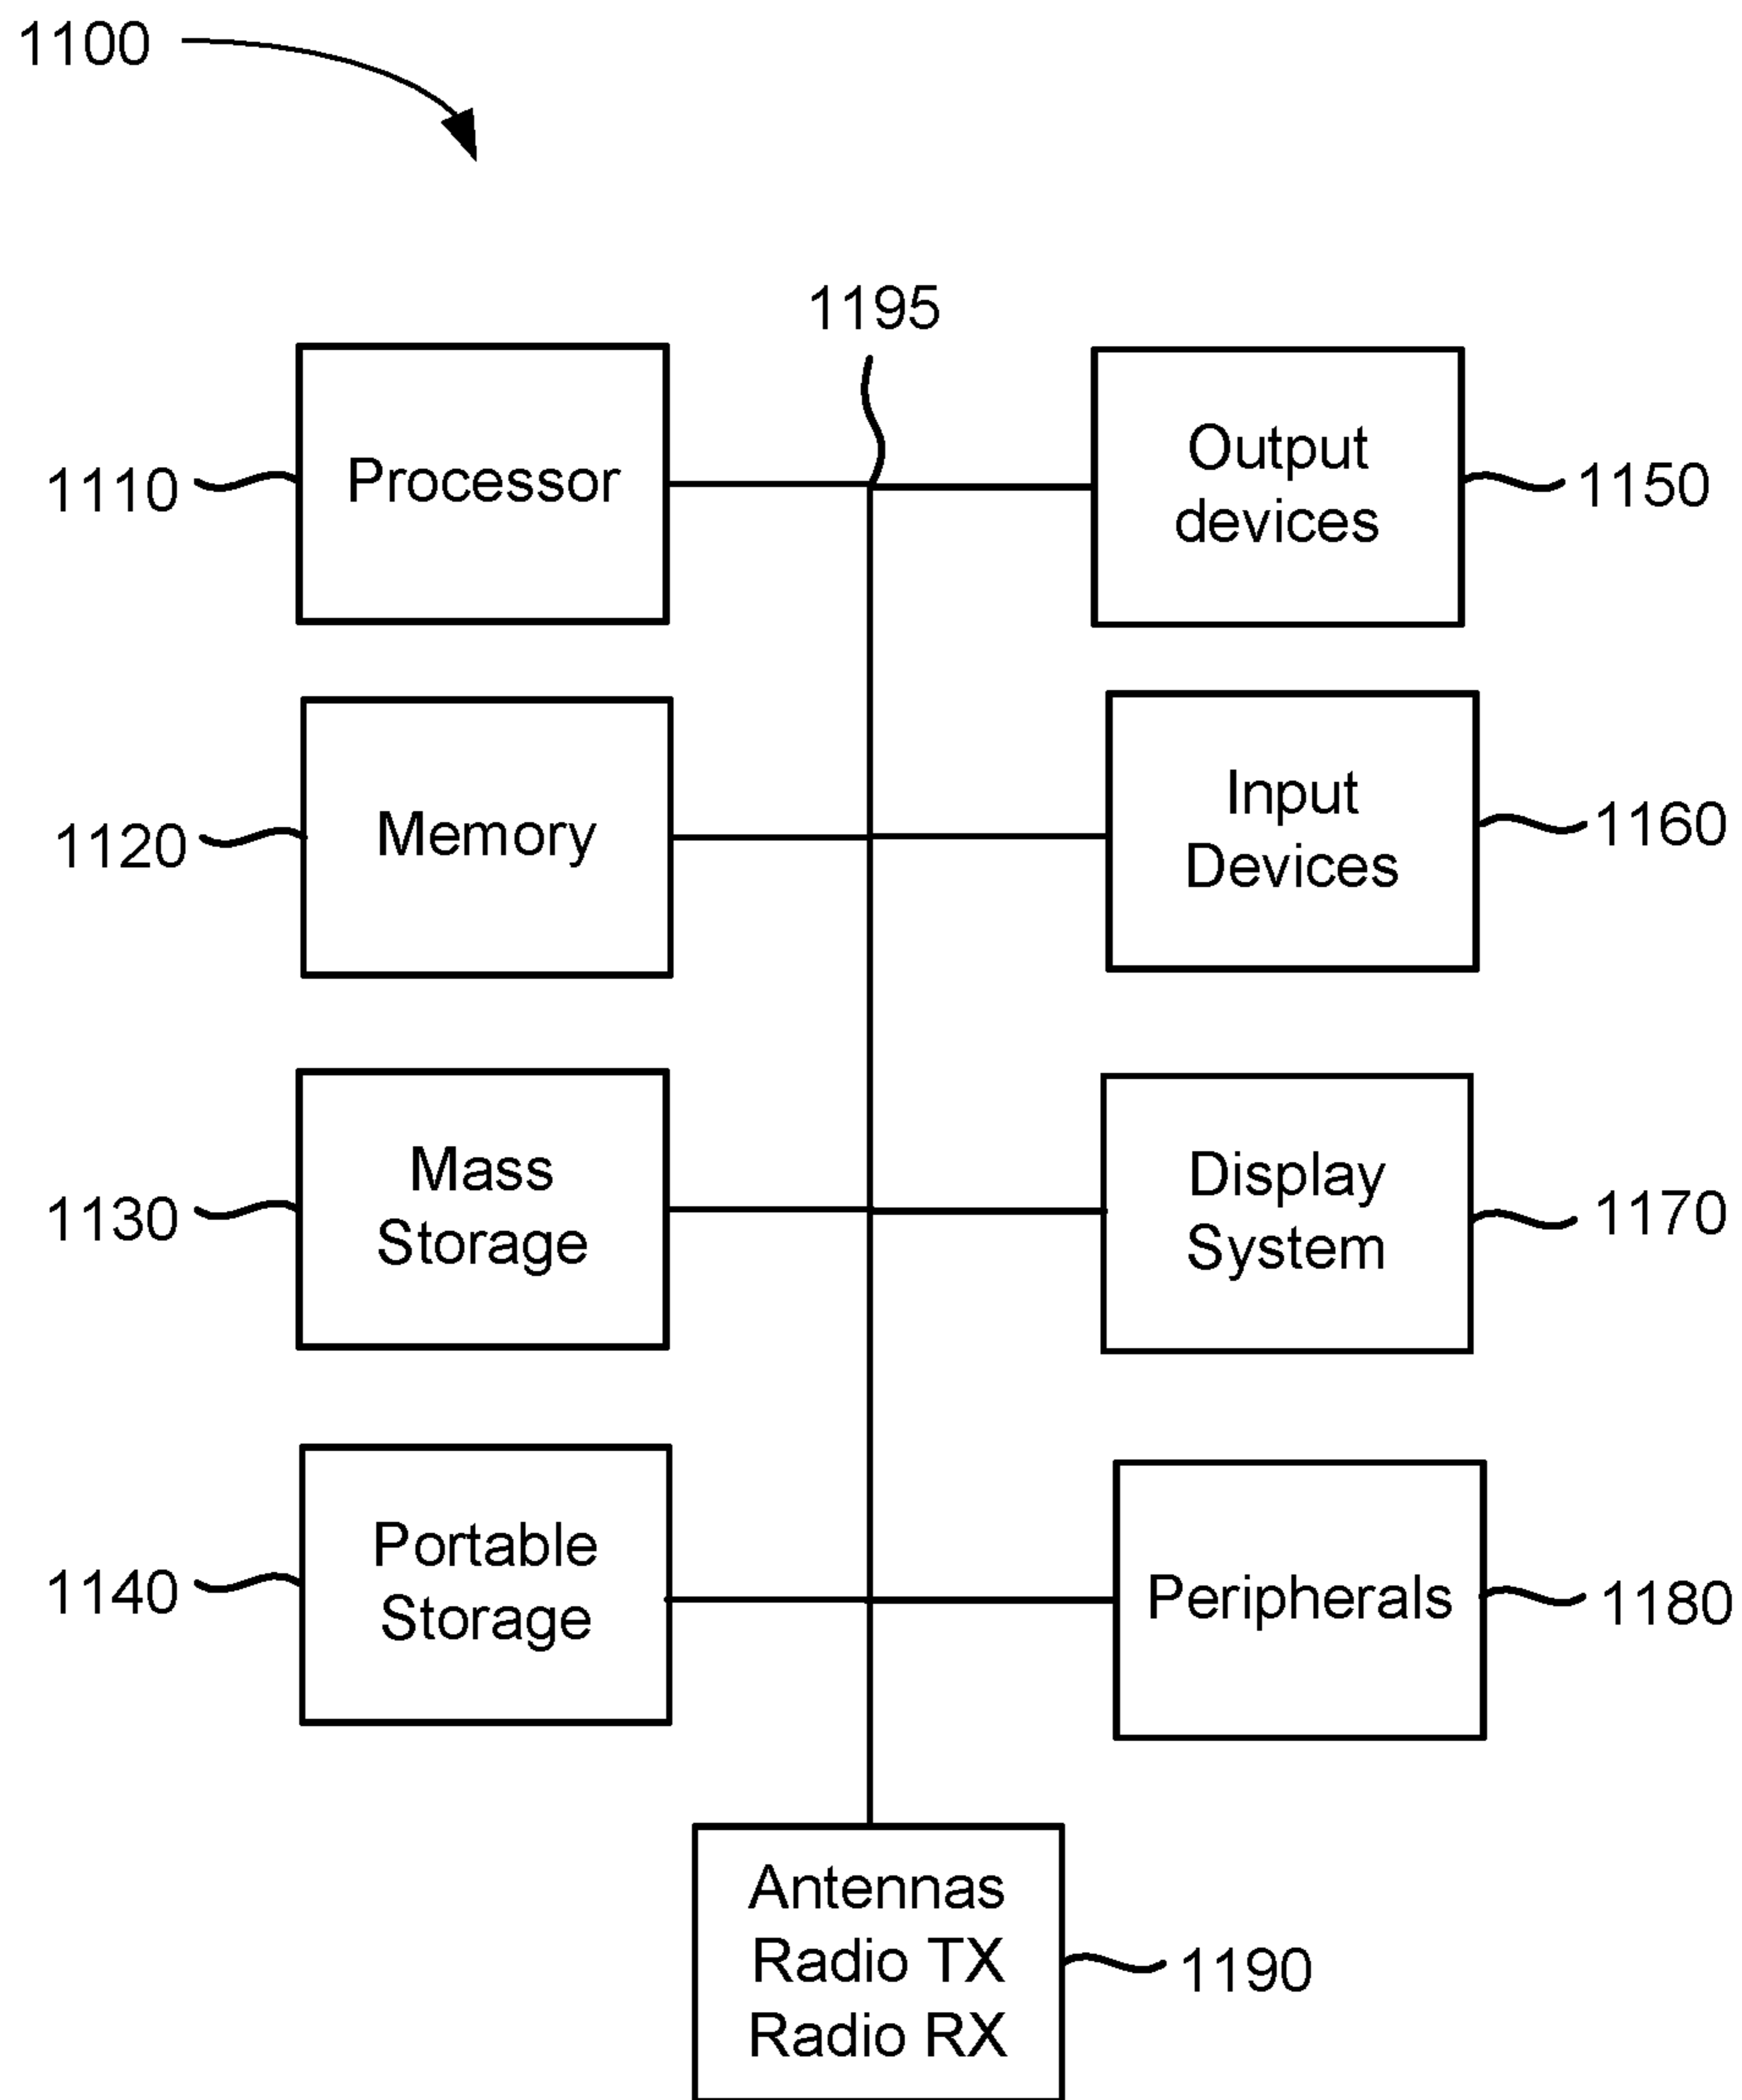 1100
1195
1110
Processor
Output
devices
1150
1120
Memory
Input
Devices
1160
1130
Mass
Storage
Display
System
1170
1140
Portable
Storage
Peripherals
1180
Antennas
Radio TX
Radio RX
1190